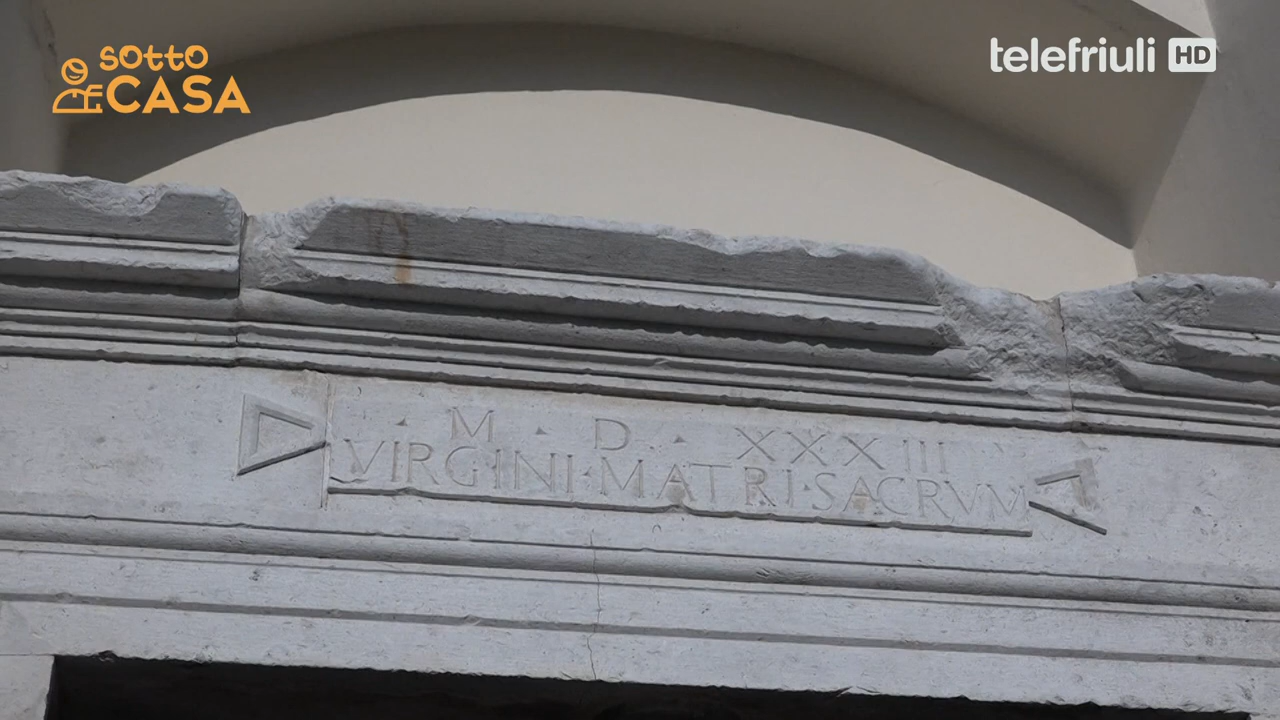 sotto
CASA
telefriuli HD
· M · D · XXXIII
VIRGINI · MATRI · SACRVM